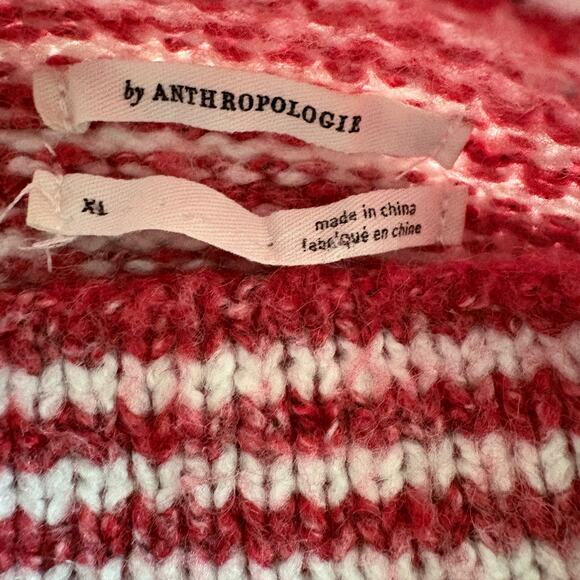 by ANTHROPOLOGIE
XL
made in china
fabriqué en chine